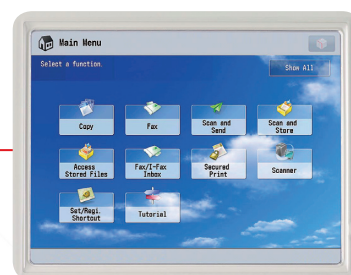 Main Menu
Select a function.
Show All
Copy
Fax
Scan and
Send
Scan and
Store
Access
Stored Files
Fax/I-Fax
Inbox
Secured
Print
Scanner
Set/Regi.
Shortcut
Tutorial